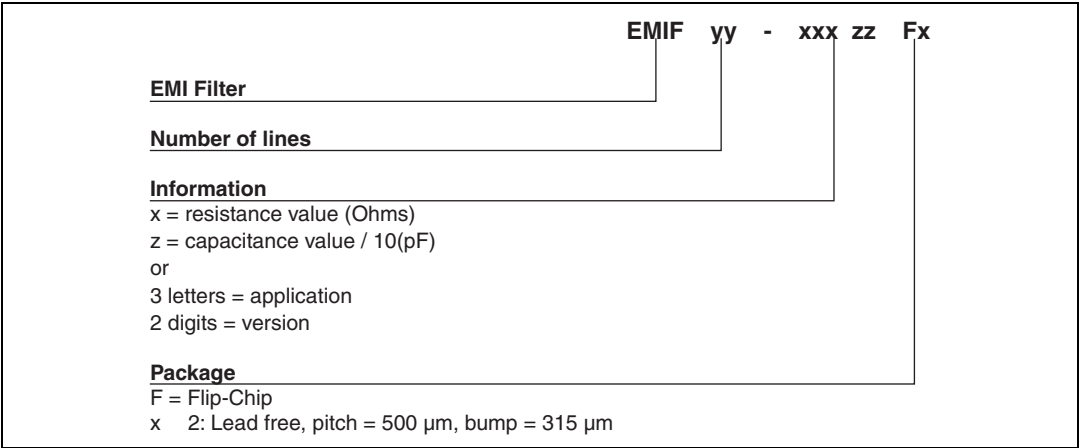 EMIF yy - xxx zz Fx
EMI Filter
Number of lines
Information
x = resistance value (Ohms)
z = capacitance value / 10(pF)
or
3 letters = application
2 digits = version
Package
F = Flip-Chip
x 2: Lead free, pitch = 500 µm, bump = 315 µm